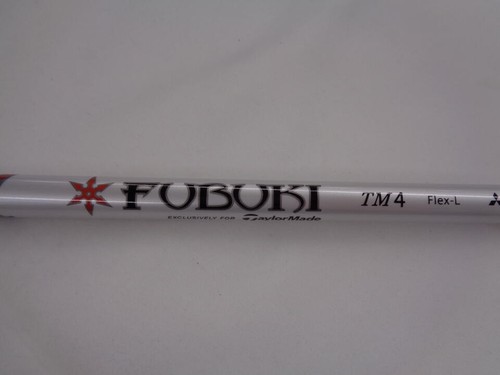 FUBUKI TM4 Flex-L
EXCLUSIVELY FOR TaylorMade